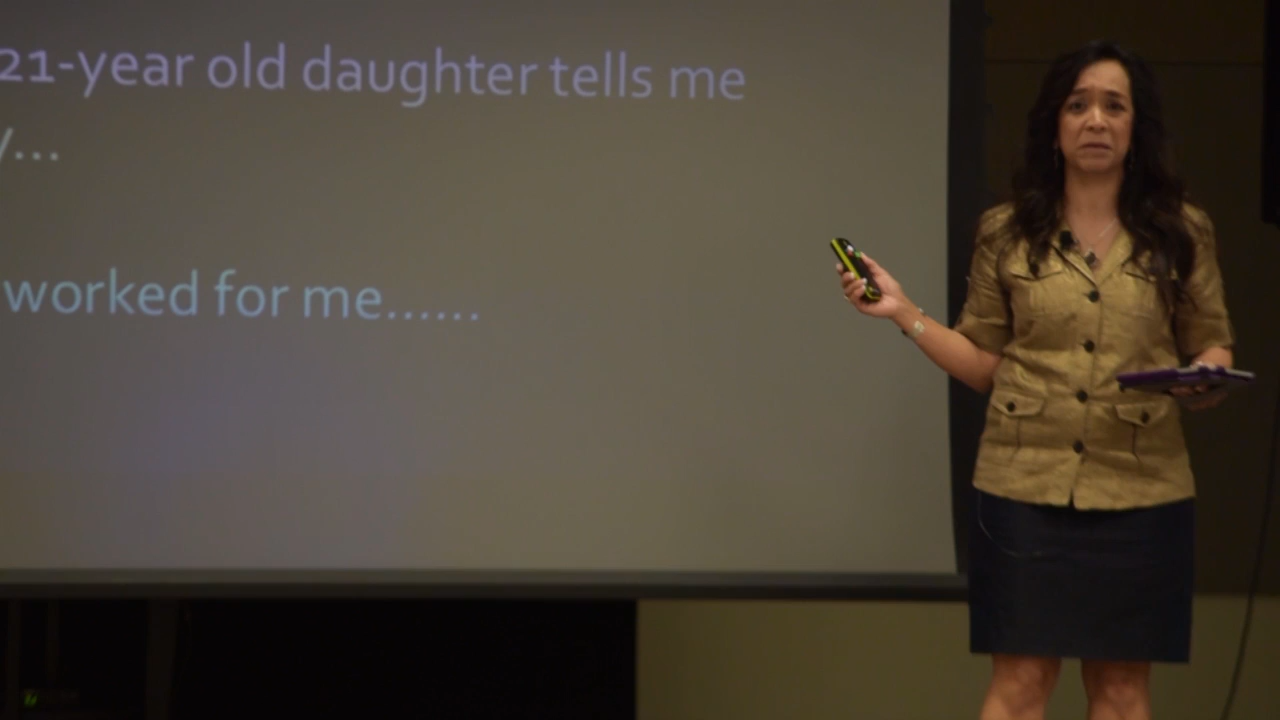 21-year old daughter tells me
y...
worked for me......